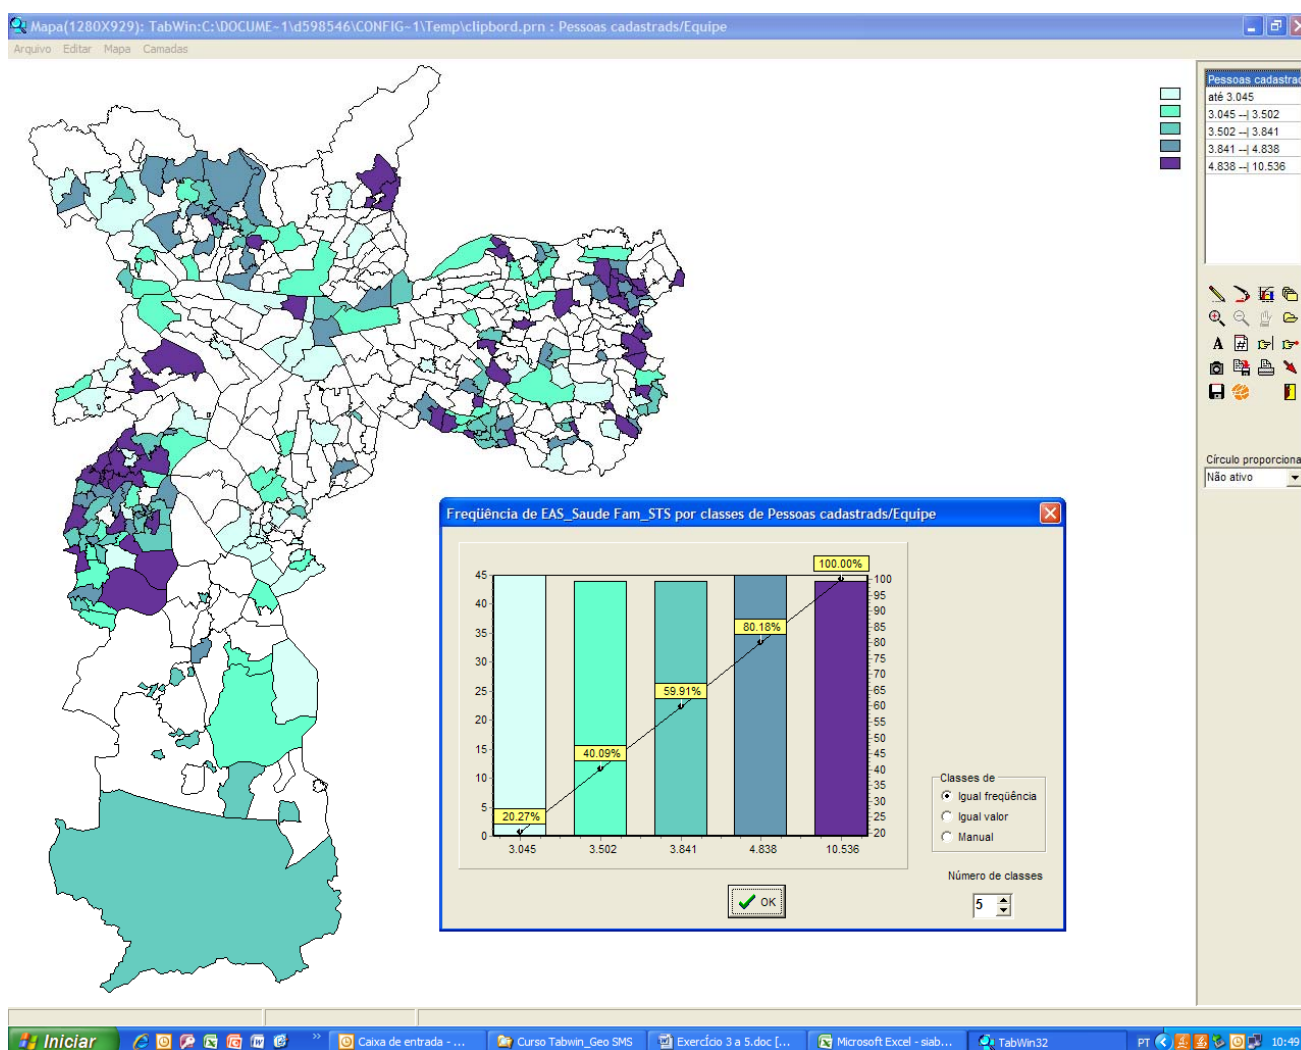 Mapa(1280X929): TabWin:C:\DOCUME~1\d598546\CONFIG~1\Temp\clipbord.prn : Pessoas cadastrads/Equipe
Arquivo Editar Mapa Camadas
Pessoas cadastrad
até 3.045
3.045 --| 3.502
3.502 --| 3.841
3.841 --| 4.838
4.838 --| 10.536
A
Círculo proporciona
Não ativo
Freqüência de EAS_Saude Fam_STS por classes de Pessoas cadastrads/Equipe
45
40
35
30
25
20
15
10
5
0
20.27%
40.09%
59.91%
80.18%
100.00%
100
95
90
85
80
75
70
65
60
55
50
45
40
35
30
25
20
3.045 3.502 3.841 4.838 10.536
Classes de
Igual freqüência
Igual valor
Manual
Número de classes
5
OK
Iniciar
Caixa de entrada - ...
Curso Tabwin_Geo SMS
Exercício 3 a 5.doc [...
Microsoft Excel - siab...
TabWin32
PT
10:49